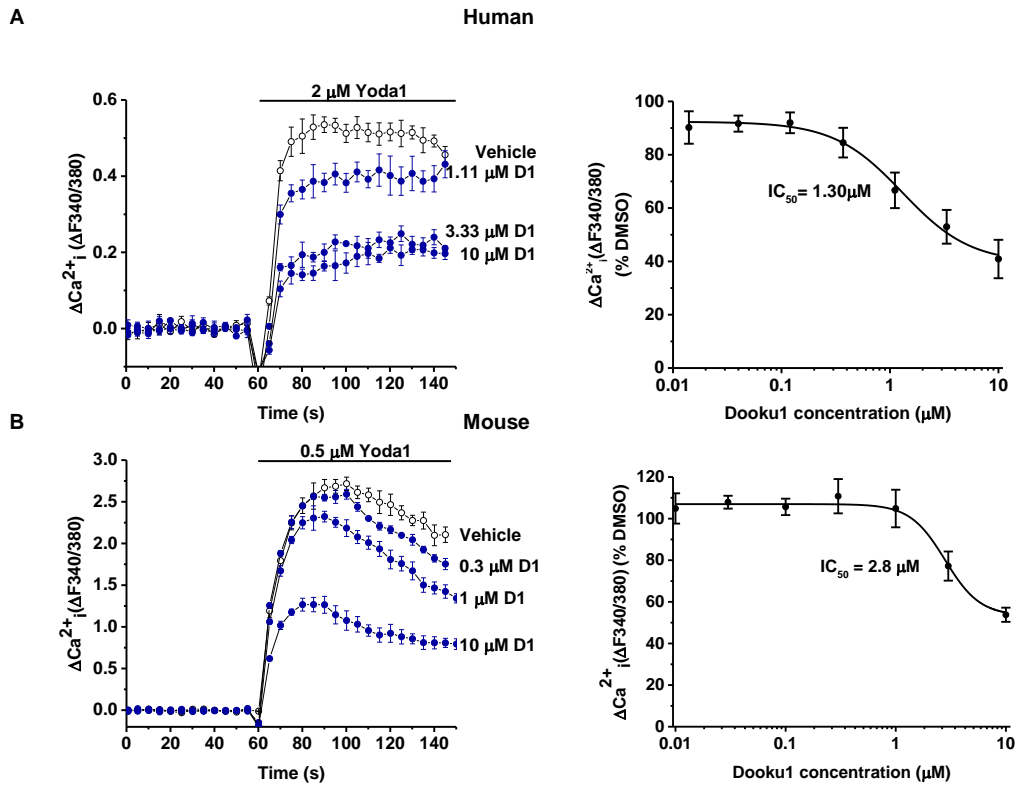 A
Human
2 μM Yoda1
0.6
0.4
0.2
0.0
ΔCa²⁺i (ΔF340/380)
Vehicle
1.11 μM D1
3.33 μM D1
10 μM D1
0 20 40 60 80 100 120 140
Time (s)
100
80
60
40
20
0
ΔCa²⁺i(ΔF340/380)
(% DMSO)
IC50= 1.30μM
0.01 0.1 1 10
Dooku1 concentration (μM)
B
Mouse
0.5 μM Yoda1
3.0
2.5
2.0
1.5
1.0
0.5
0.0
ΔCa²⁺i(ΔF340/380)
Vehicle
0.3 μM D1
1 μM D1
10 μM D1
0 20 40 60 80 100 120 140
Time (s)
120
100
80
60
40
20
0
ΔCa²⁺i(ΔF340/380) (% DMSO)
IC50 = 2.8 μM
0.01 0.1 1 10
Dooku1 concentration (μM)